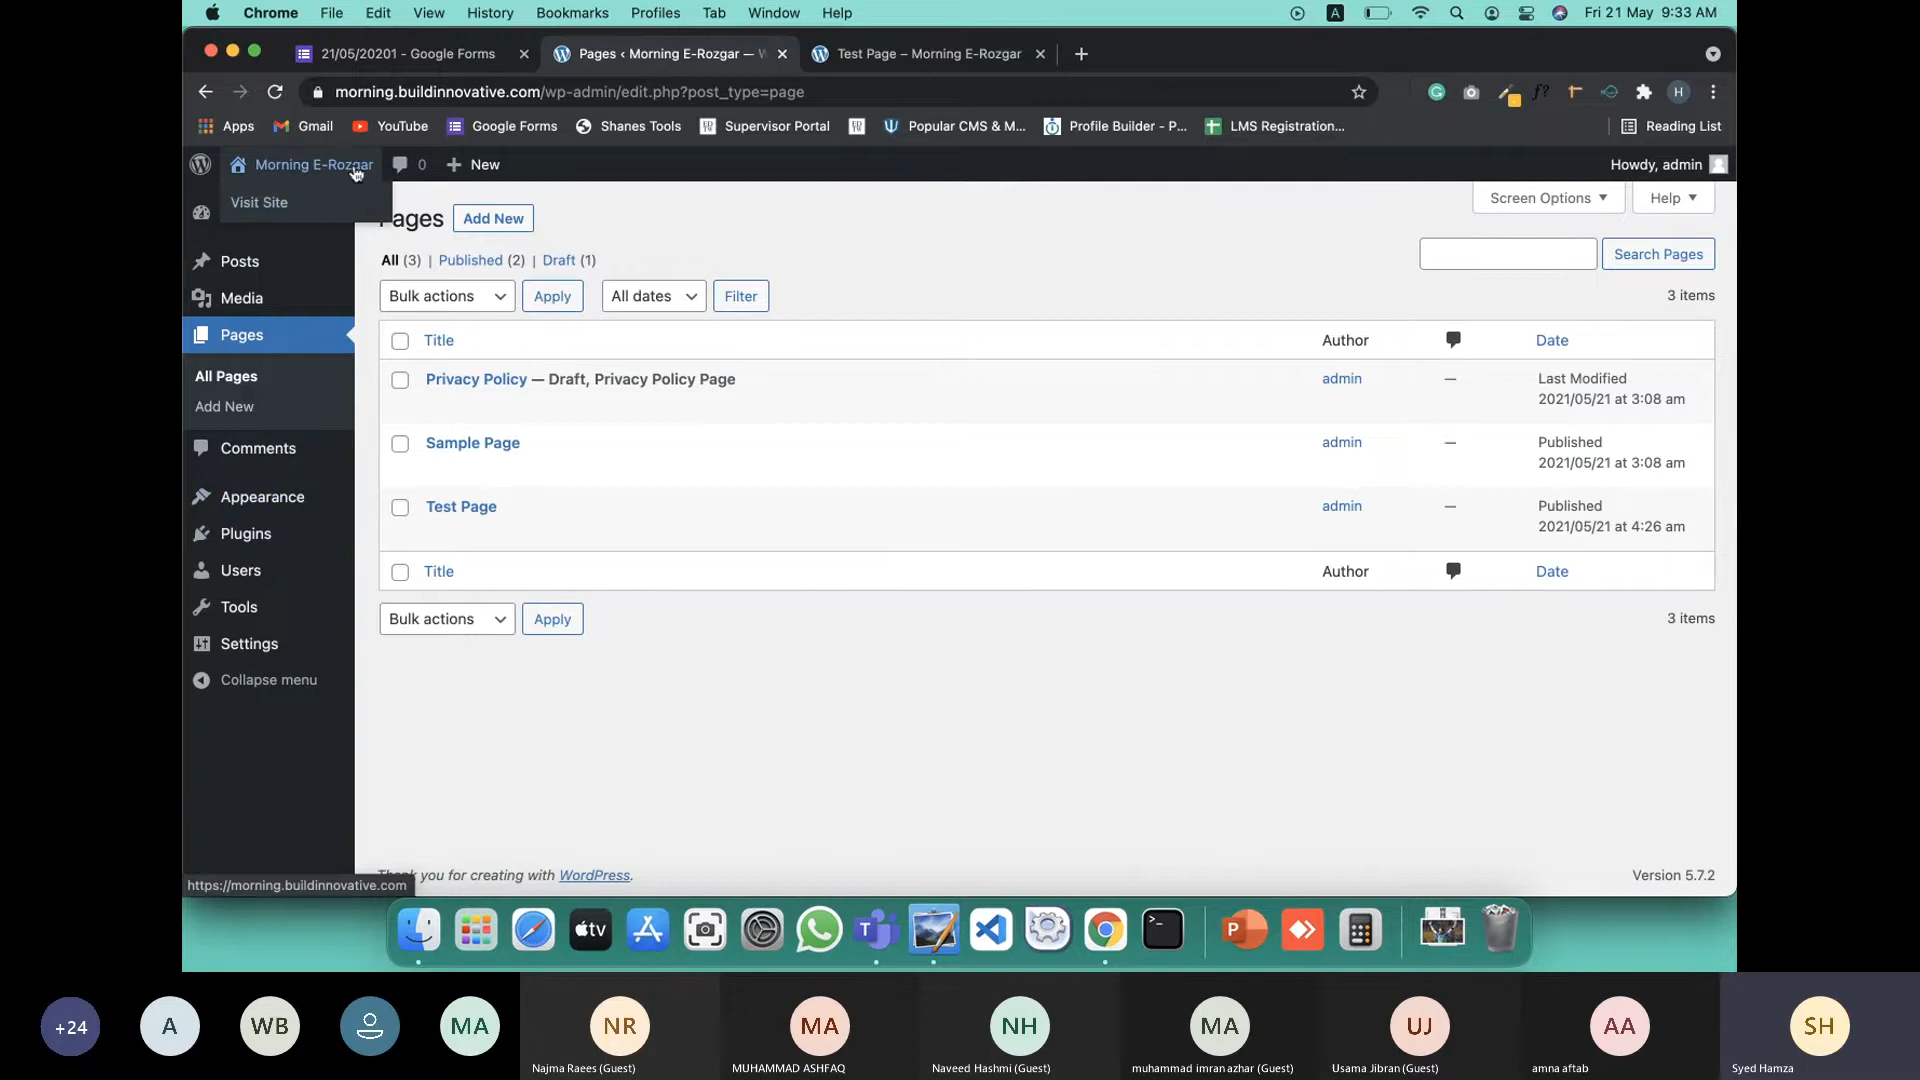 Chrome File Edit View History Bookmarks Profiles Tab Window Help A Fri 21 May 9:33 AM
21/05/20201 - Google Forms Pages ‹ Morning E-Rozgar — Test Page – Morning E-Rozgar
morning.buildinnovative.com/wp-admin/edit.php?post_type=page f? H
Apps Gmail YouTube Google Forms Shanes Tools Supervisor Portal Popular CMS & M... Profile Builder - P... LMS Registration... Reading List
Morning E-Rozgar 0 New Howdy, admin
Visit Site
Screen Options Help
Pages Add New
Posts
Media
Pages
All Pages
Add New
Comments
Appearance
Plugins
Users
Tools
Settings
Collapse menu
All (3) | Published (2) | Draft (1)
Search Pages
Bulk actions Apply All dates Filter 3 items
Title Author Date
Privacy Policy — Draft, Privacy Policy Page admin — Last Modified
2021/05/21 at 3:08 am
Sample Page admin — Published
2021/05/21 at 3:08 am
Test Page admin — Published
2021/05/21 at 4:26 am
Title Author Date
Bulk actions Apply 3 items
Thank you for creating with WordPress. Version 5.7.2
https://morning.buildinnovative.com
tv T P
+24 A WB MA NR MA NH MA UJ AA SH
Najma Raees (Guest) MUHAMMAD ASHFAQ Naveed Hashmi (Guest) muhammad imran azhar (Guest) Usama Jibran (Guest) amna aftab Syed Hamza